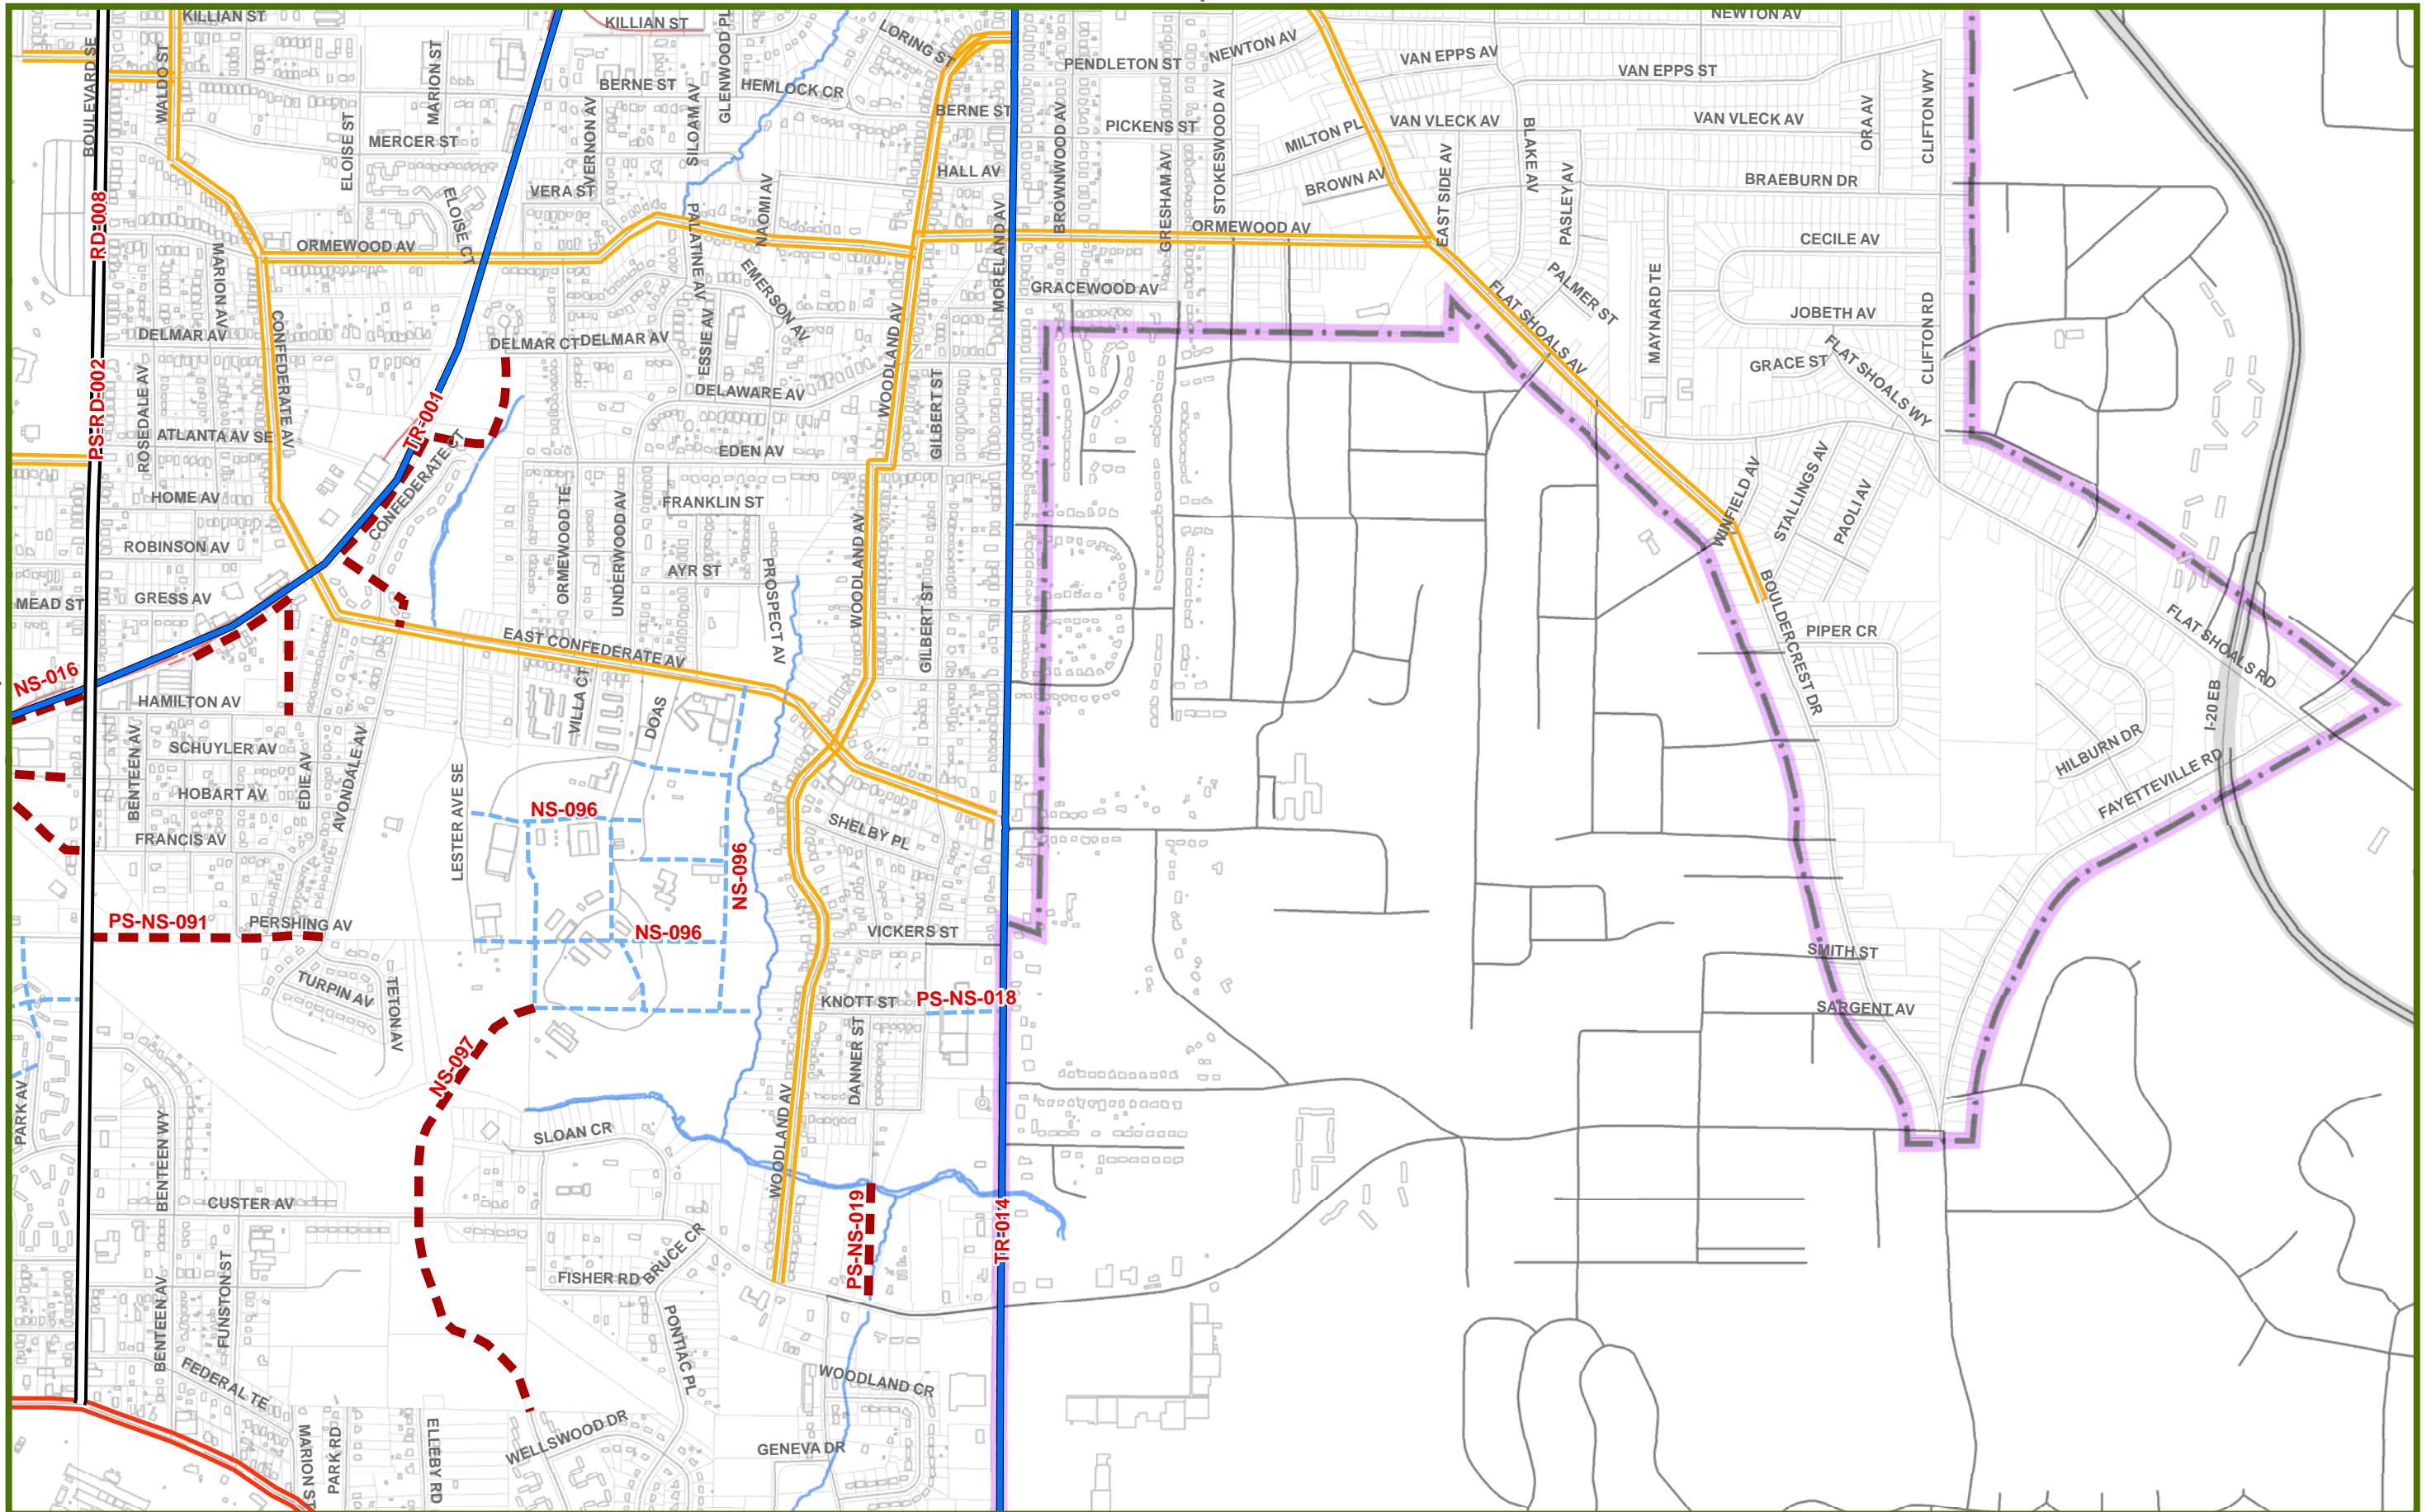 KILLIAN ST
KILLIAN ST
NEWTON AV
BOULEVARD SE
WALDO ST
MARION ST
GLENWOOD PL
LORING ST
NEWTON AV
VAN EPPS AV
PENDLETON ST
VAN EPPS ST
BERNE ST
HEMLOCK CR
BERNE ST
CLIFTON WY
ORA AV
ELOISE ST
MERCER ST
VERNON AV
SILOAM AV
BROWNWOOD AV
PICKENS ST
STOKESWOOD AV
MILTON PL
VAN VLECK AV
VAN VLECK AV
BLAKE AV
HALL AV
GRESHAM AV
BROWN AV
EAST SIDE AV
PASLEY AV
BRAEBURN DR
RD-008
VERA ST
ELOISE CT
NAOMI AV
PALATINE AV
MORELAND AV
ORMEWOOD AV
ORMEWOOD AV
CECILE AV
MARION AV
EMERSON AV
GRACEWOOD AV
FLAT SHOALS AV
PALMER ST
MAYNARD TE
JOBETH AV
CLIFTON RD
DELMAR AV
CONFEDERATE AV
DELMAR CT
DELMAR AV
ESSIE AV
WOODLAND AV
GRACE ST
FLAT SHOALS WY
PS-RD-002
ROSEDALE AV
TR-001
DELAWARE AV
GILBERT ST
ATLANTA AV SE
CONFEDERATE CT
EDEN AV
WINFIELD AV
STALLINGS AV
PAOLI AV
HOME AV
ORMEWOOD TE
UNDERWOOD AV
FRANKLIN ST
WOODLAND AV
ROBINSON AV
AYR ST
PROSPECT AV
MEAD ST
GRESS AV
GILBERT ST
BOULDERCREST DR
PIPER CR
FLAT SHOALS RD
EAST CONFEDERATE AV
NS-016
HAMILTON AV
VILLA CT
DOAS
I-20 EB
BENTEEN AV
SCHUYLER AV
EDIE AV
AVONDALE AV
LESTER AVE SE
HILBURN DR
HOBART AV
NS-096
FAYETTEVILLE RD
FRANCIS AV
SHELBY PL
NS-096
PS-NS-091
PERSHING AV
NS-096
VICKERS ST
SMITH ST
TURPIN AV
TETON AV
KNOTT ST
PS-NS-018
SARGENT AV
NS-097
DANNER ST
PARK AV
WOODLAND AV
BENTEEN WY
SLOAN CR
CUSTER AV
PS-NS-019
TR-014
FUNSTON ST
BENTEEN AV
FISHER RD
BRUCE CR
PONTIAC PL
FEDERAL TE
WOODLAND CR
MARION ST
PARK RD
ELLEBY RD
WELLSWOOD DR
GENEVA DR